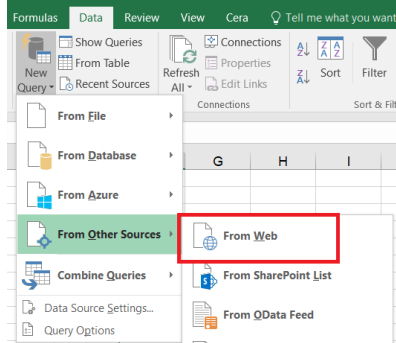 Formulas Data Review View Cera Tell me what you want
Show Queries
From Table
Recent Sources
New Query
Refresh All
Connections
Properties
Edit Links
Connections
Sort
Filter
Sort & Filt
From File
From Database
From Azure
From Other Sources
Combine Queries
Data Source Settings...
Query Options
G H I
From Web
From SharePoint List
From OData Feed